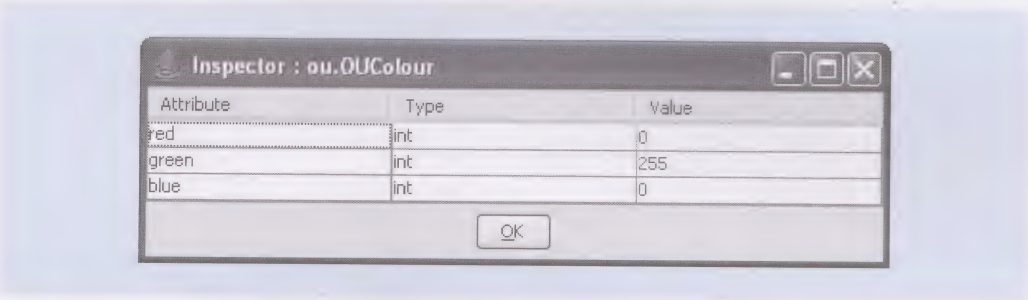 Inspector : ou.OUColour
Attribute Type Value
red int 0
green int 255
blue int 0
OK